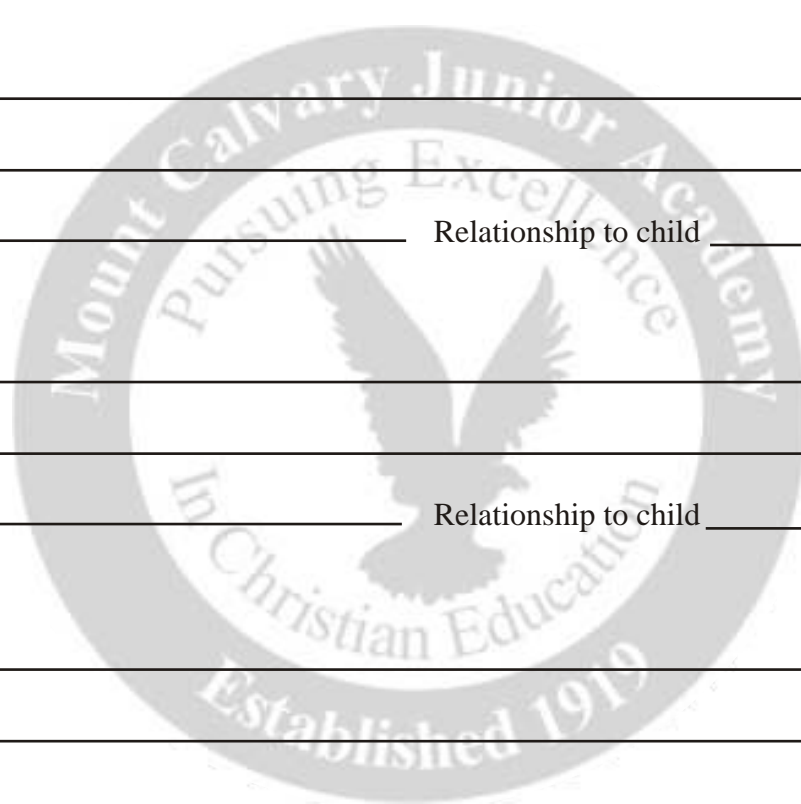 Mount Calvary Junior Academy
Pursuing Excellence
Relationship to child
Relationship to child
In Christian Education
Established 1919